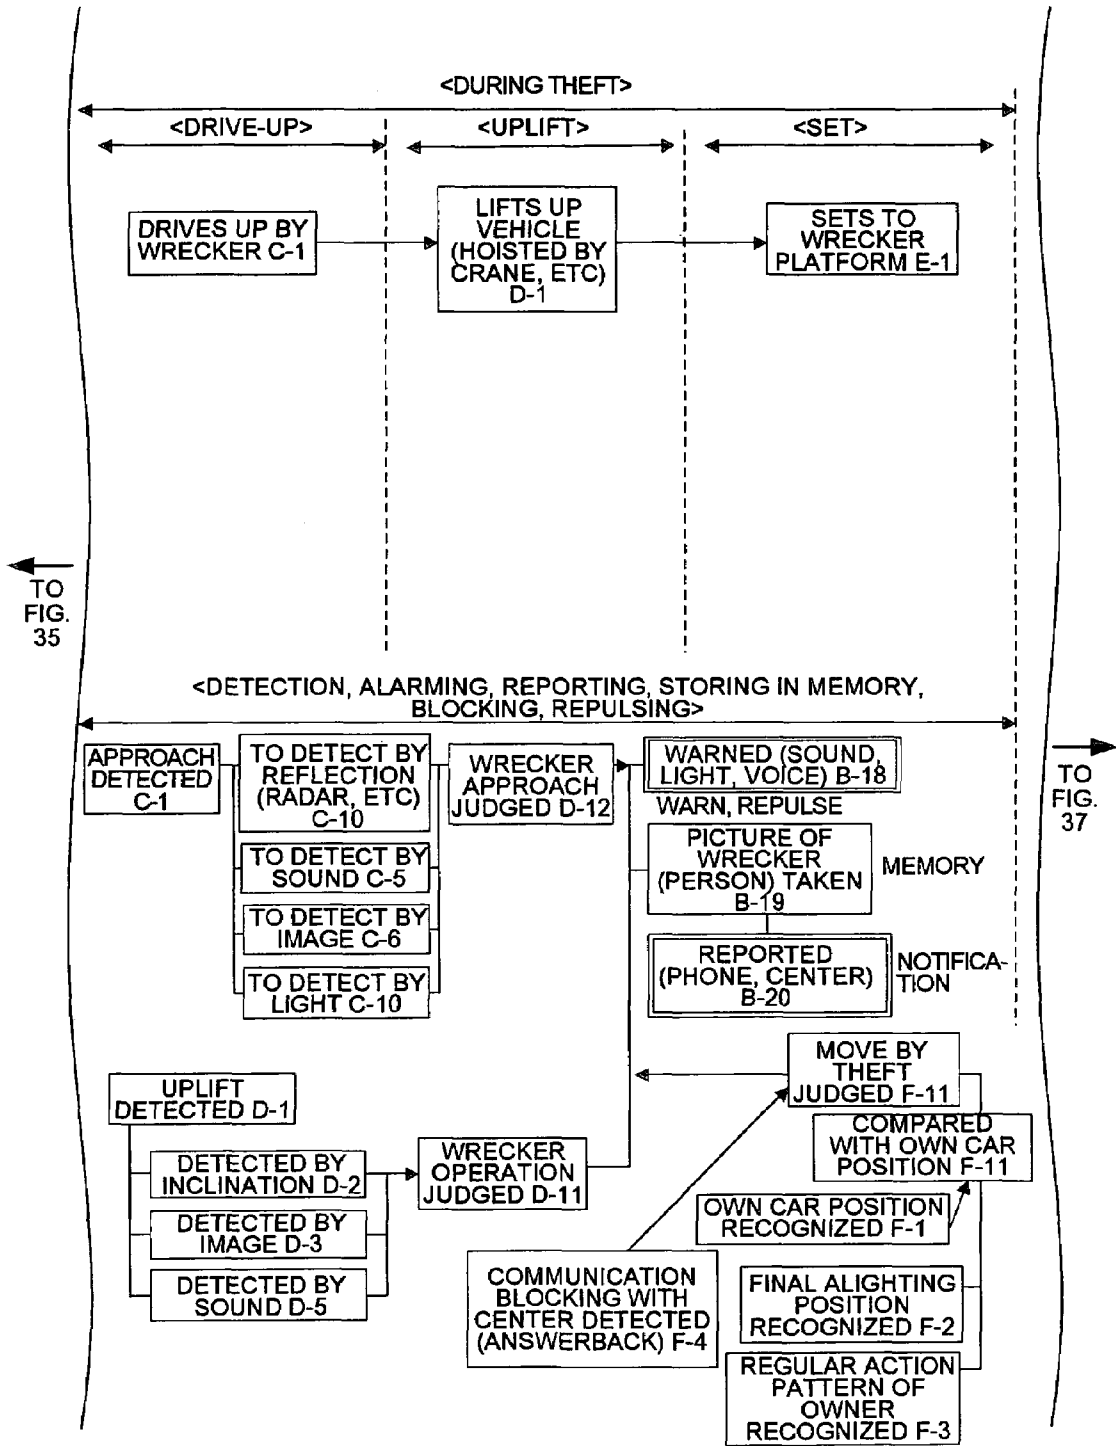 <DURING THEFT>
<DRIVE-UP>
<UPLIFT>
<SET>
DRIVES UP BY
WRECKER C-1
LIFTS UP
VEHICLE
(HOISTED BY
CRANE, ETC)
D-1
SETS TO
WRECKER
PLATFORM E-1
TO
FIG.
35
<DETECTION, ALARMING, REPORTING, STORING IN MEMORY,
BLOCKING, REPULSING>
TO
FIG.
37
APPROACH
DETECTED
C-1
TO DETECT BY
REFLECTION
(RADAR, ETC)
C-10
TO DETECT BY
SOUND C-5
TO DETECT BY
IMAGE C-6
TO DETECT BY
LIGHT C-10
WRECKER
APPROACH
JUDGED D-12
WARNED (SOUND,
LIGHT, VOICE) B-18
WARN, REPULSE
PICTURE OF
WRECKER
(PERSON) TAKEN
B-19
MEMORY
REPORTED
(PHONE, CENTER)
B-20
NOTIFICA-
TION
UPLIFT
DETECTED D-1
DETECTED BY
INCLINATION D-2
DETECTED BY
IMAGE D-3
DETECTED BY
SOUND D-5
WRECKER
OPERATION
JUDGED D-11
MOVE BY
THEFT
JUDGED F-11
COMPARED
WITH OWN CAR
POSITION F-11
OWN CAR POSITION
RECOGNIZED F-1
COMMUNICATION
BLOCKING WITH
CENTER DETECTED
(ANSWERBACK) F-4
FINAL ALIGHTING
POSITION
RECOGNIZED F-2
REGULAR ACTION
PATTERN OF
OWNER
RECOGNIZED F-3